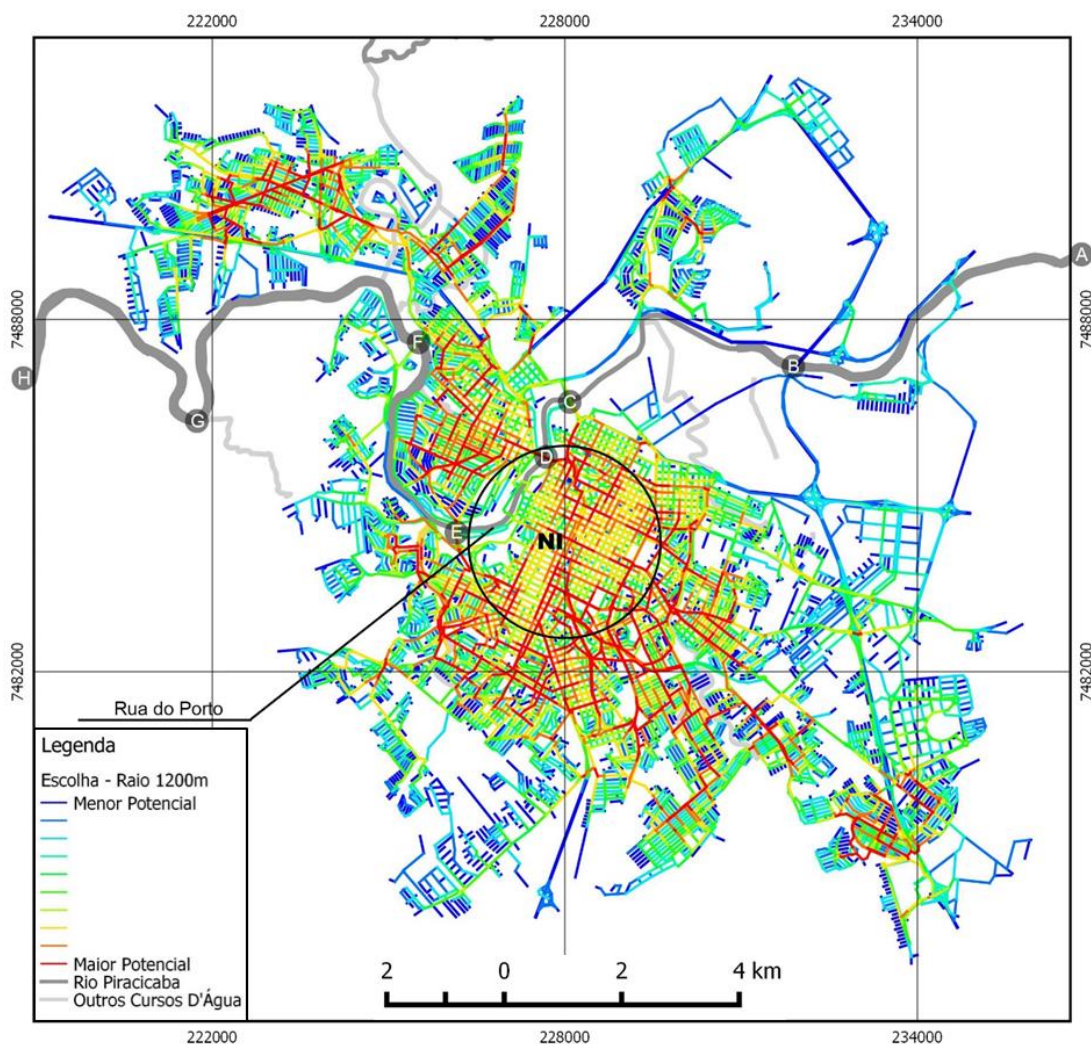 222000 228000 234000
A
7488000 7488000
F
H
B
C
G
D
E
NI
7482000 7482000
Rua do Porto
Legenda
Escolha - Raio 1200m
Menor Potencial
Maior Potencial
Rio Piracicaba
Outros Cursos D'Água
2 0 2 4 km
222000 228000 234000